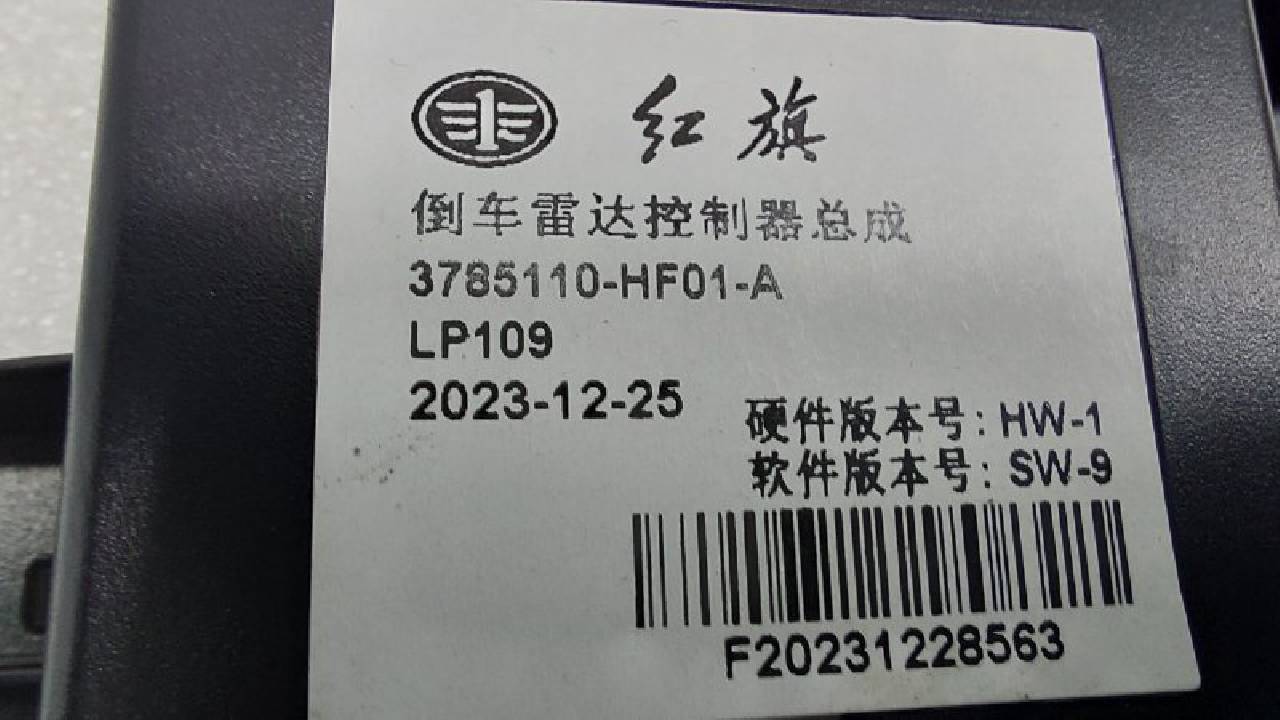 红旗
倒车雷达控制器总成
3785110-HF01-A
LP109
2023-12-25
硬件版本号: HW-1
软件版本号: SW-9
F20231228563